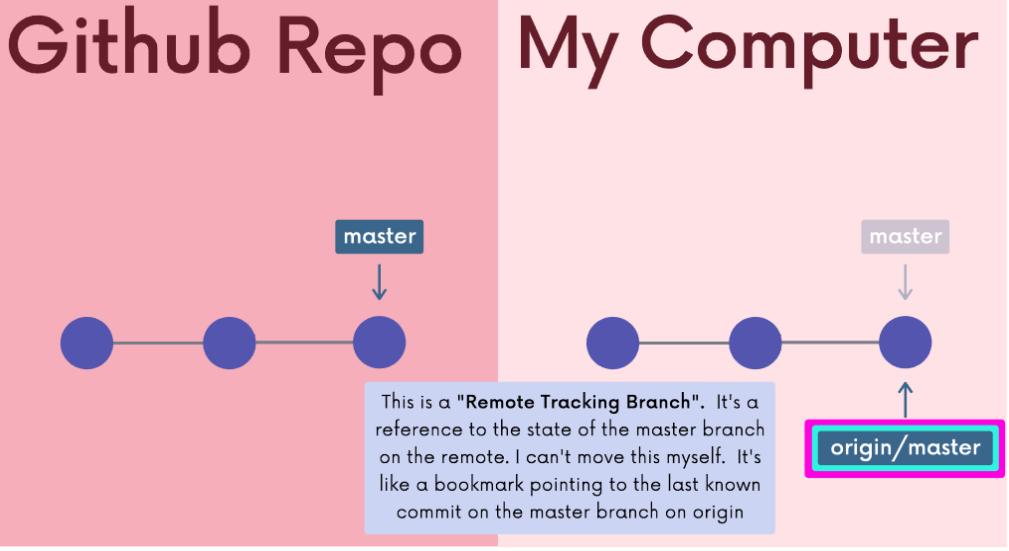 Github Repo
My Computer
master
master
This is a "Remote Tracking Branch". It's a
reference to the state of the master branch
on the remote. I can't move this myself. It's
like a bookmark pointing to the last known
commit on the master branch on origin
origin/master